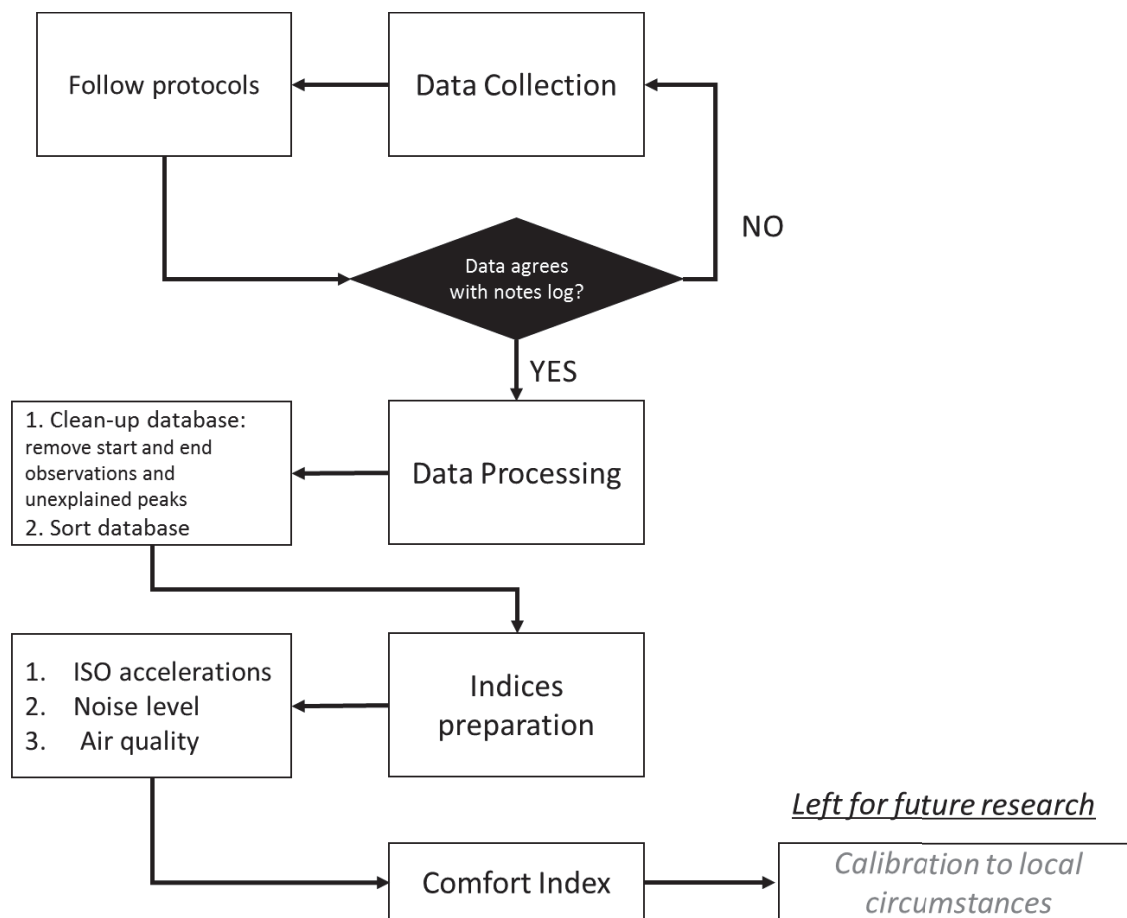 Follow protocols
Data Collection
NO
Data agrees
with notes log?
YES
1. Clean-up database:
remove start and end
observations and
unexplained peaks
2. Sort database
Data Processing
1. ISO accelerations
2. Noise level
3. Air quality
Indices
preparation
Left for future research
Comfort Index
Calibration to local
circumstances